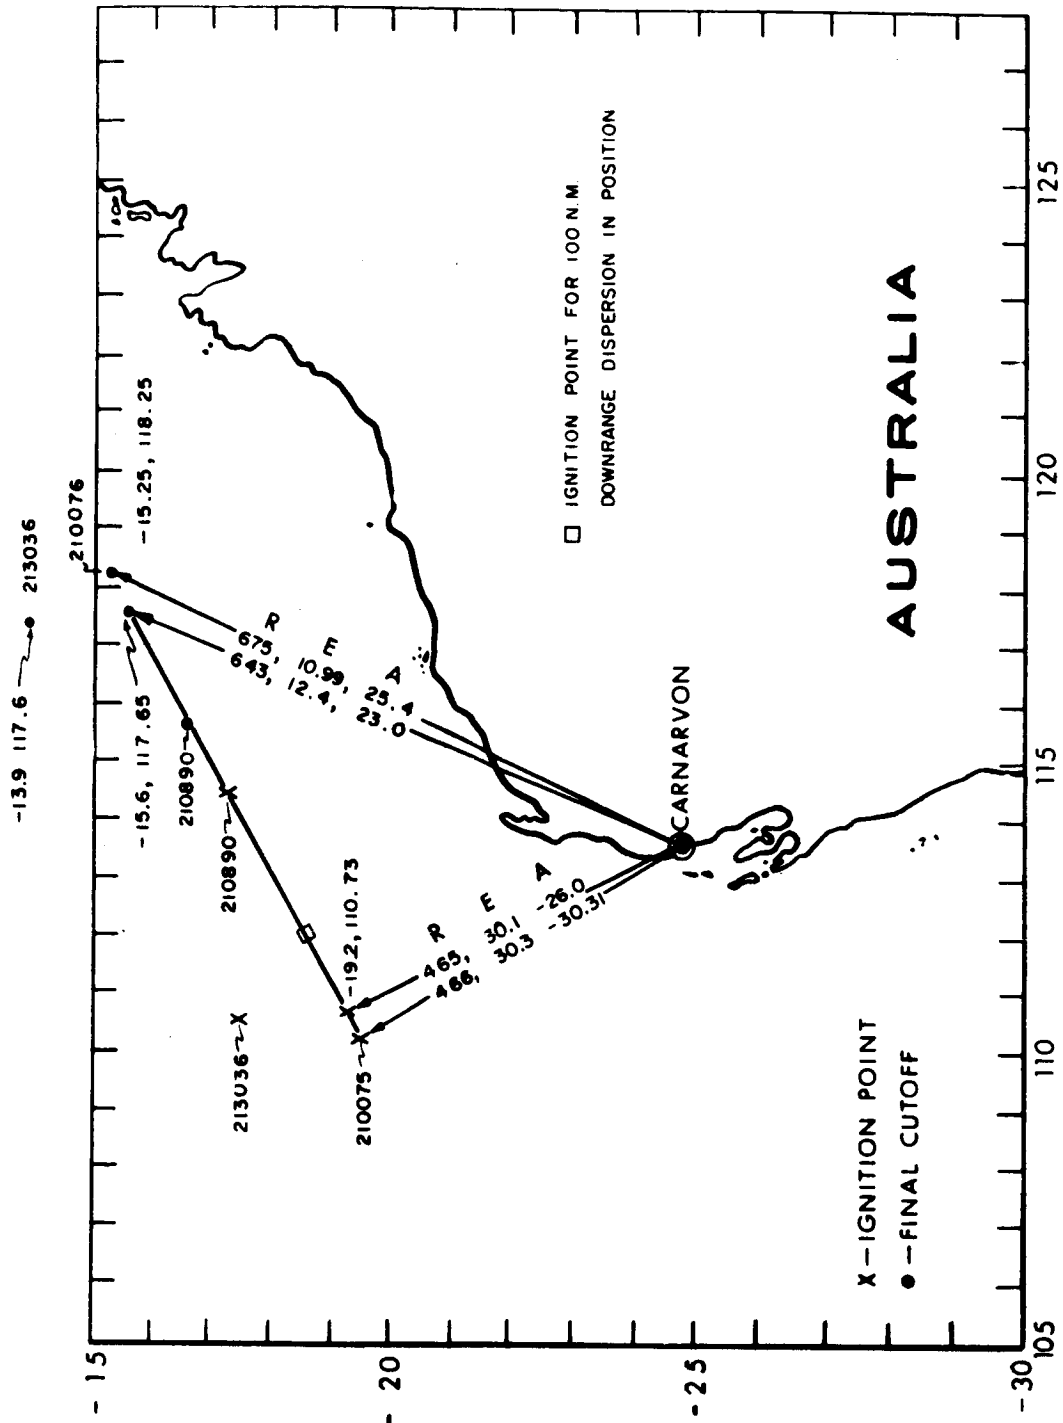 -13.9 117.6 213036
210076
-15.25, 118.25
-15.6, 117.65
210890
210890
213036 X
-19.2, 110.73
210075
R E A
675, 10.99, 25.4
643, 12.4, 23.0
R E A
465, 30.1 -26.0
466, 30.3 -30.31
CARNARVON
□ IGNITION POINT FOR 100 N.M.
DOWNRANGE DISPERSION IN POSITION
AUSTRALIA
X – IGNITION POINT
● – FINAL CUTOFF
- 15
- 20
- 25
- 30
105
110
115
120
125